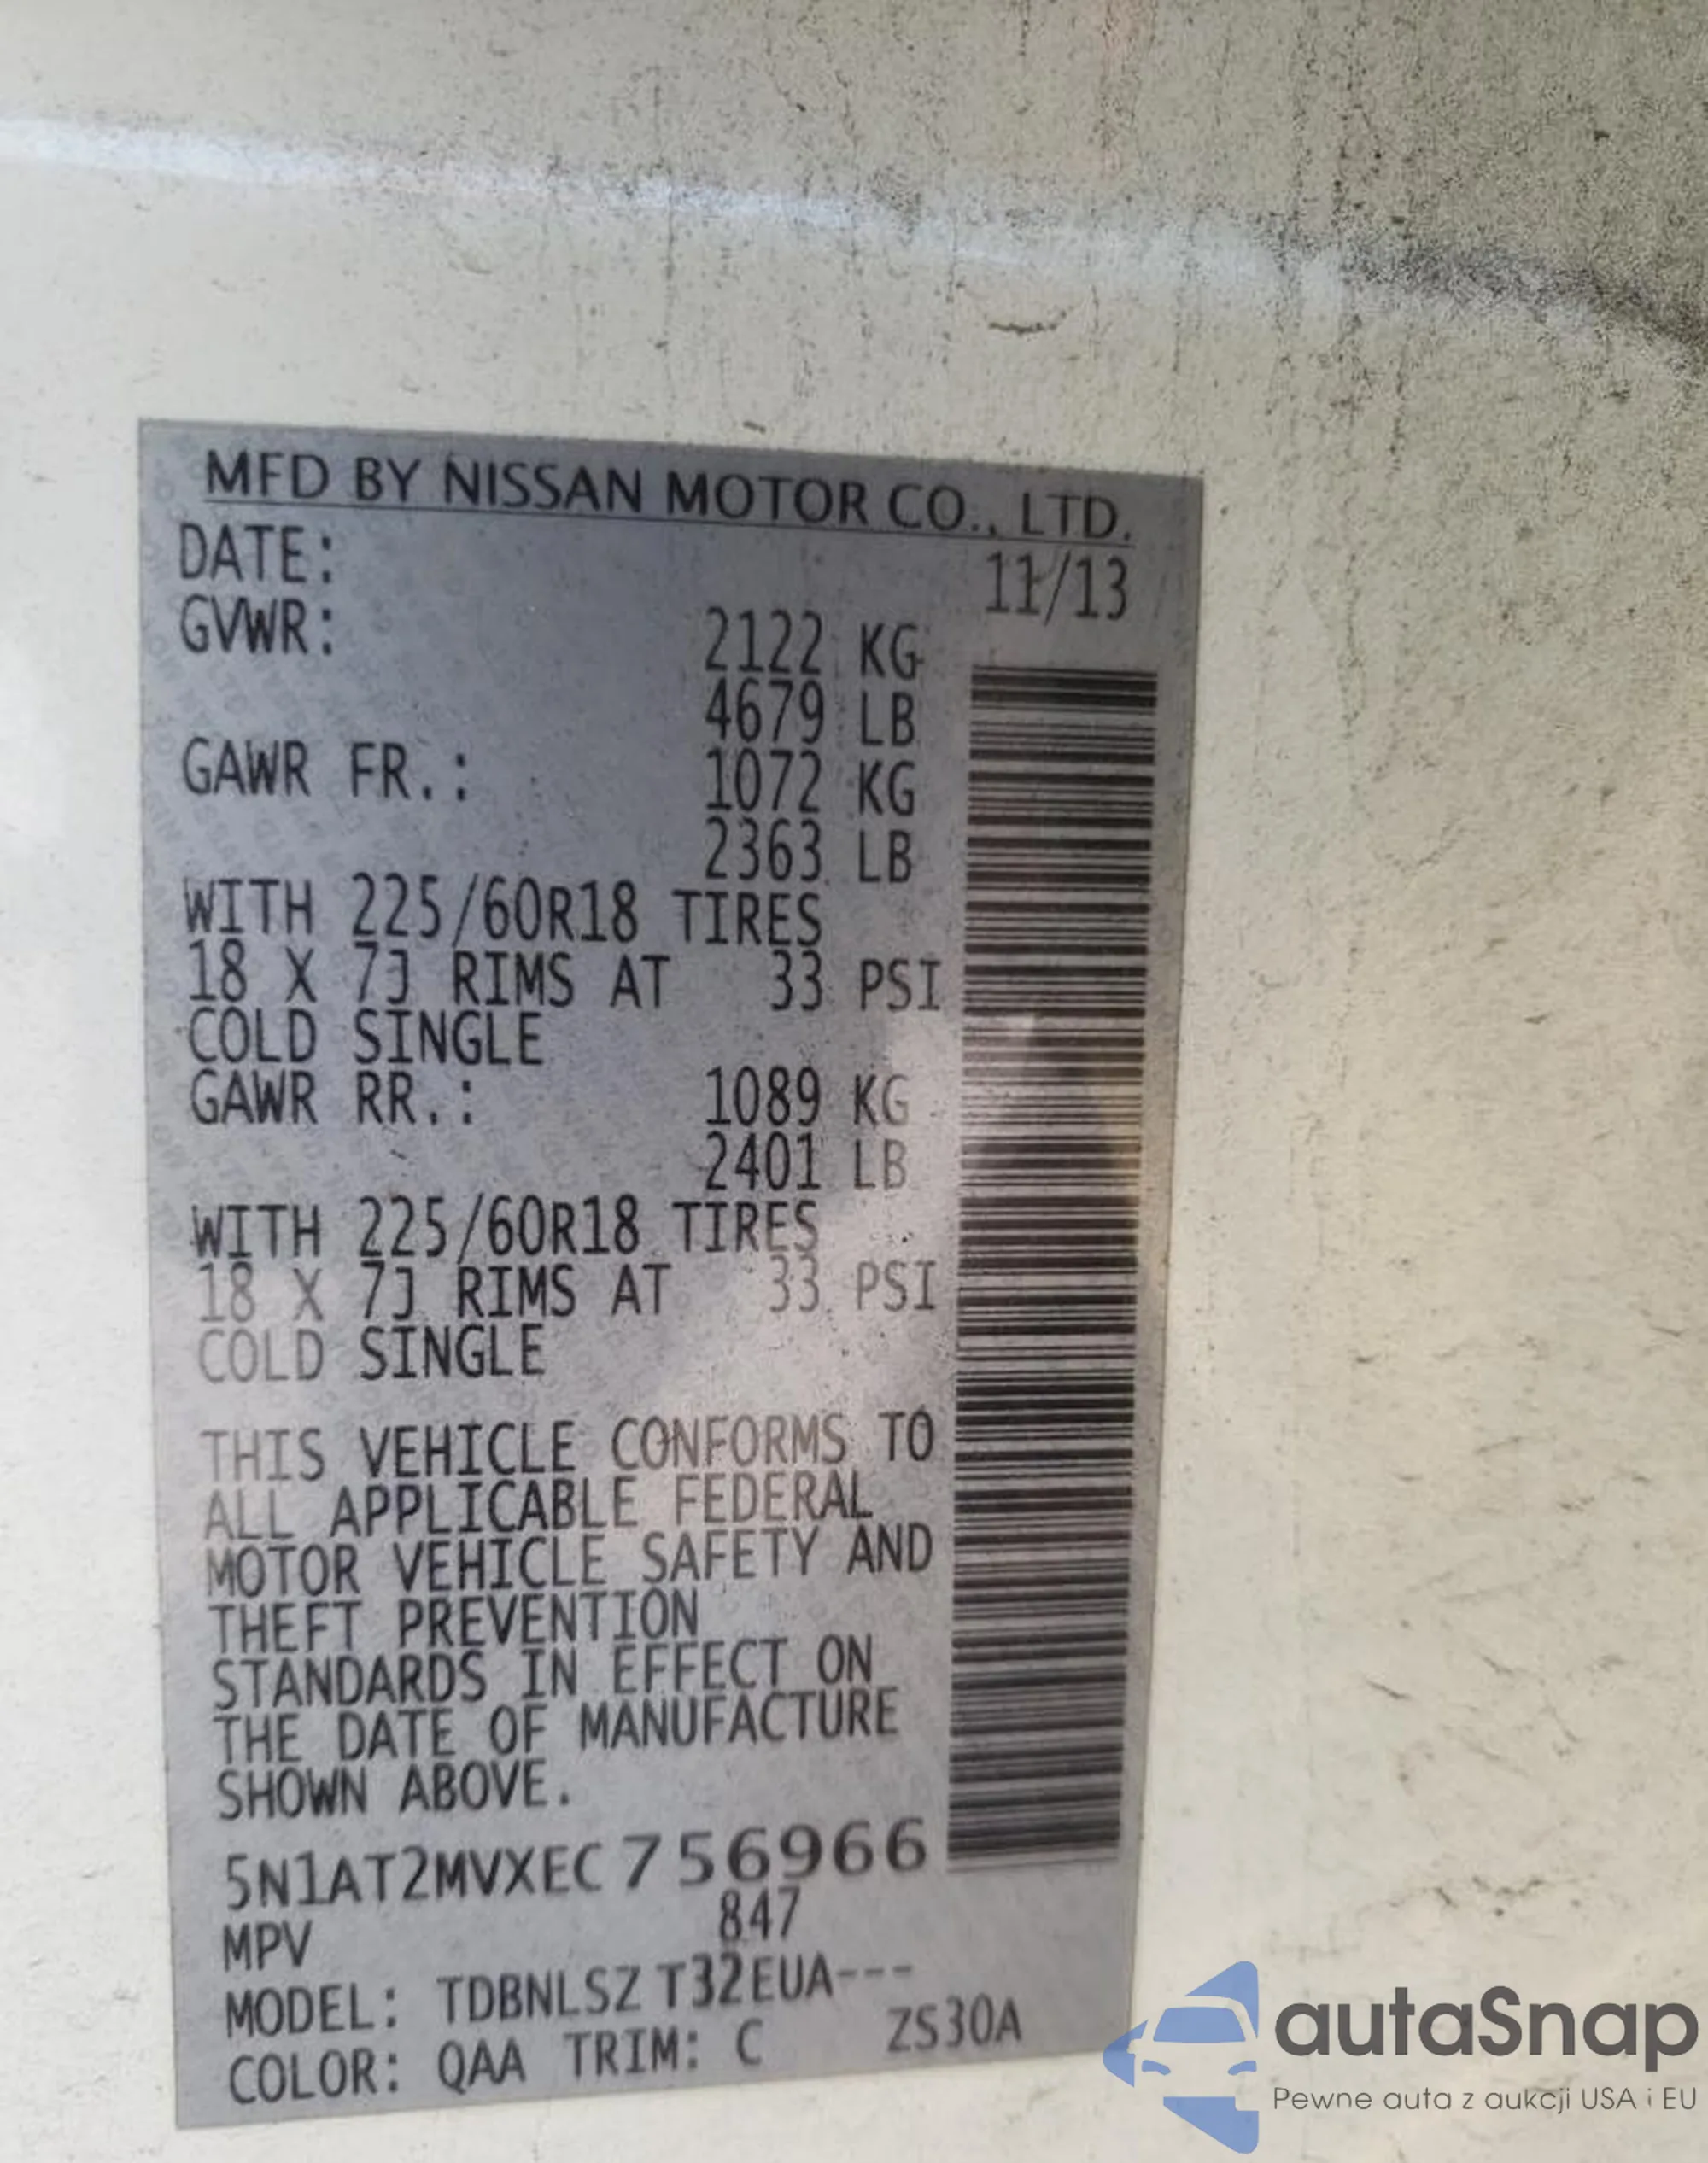 MFD BY NISSAN MOTOR CO., LTD.
DATE: 11/13
GVWR: 2122 KG
4679 LB
GAWR FR.: 1072 KG
2363 LB
WITH 225/60R18 TIRES
18 X 7J RIMS AT 33 PSI
COLD SINGLE
GAWR RR.: 1089 KG
2401 LB
WITH 225/60R18 TIRES
18 X 7J RIMS AT 33 PSI
COLD SINGLE
THIS VEHICLE CONFORMS TO
ALL APPLICABLE FEDERAL
MOTOR VEHICLE SAFETY AND
THEFT PREVENTION
STANDARDS IN EFFECT ON
THE DATE OF MANUFACTURE
SHOWN ABOVE.
5N1AT2MVXEC756966
MPV 847
MODEL: TDBNLSZ T32EUA---
COLOR: QAA TRIM: C ZS30A
autaSnap
Pewne auta z aukcji USA i EU